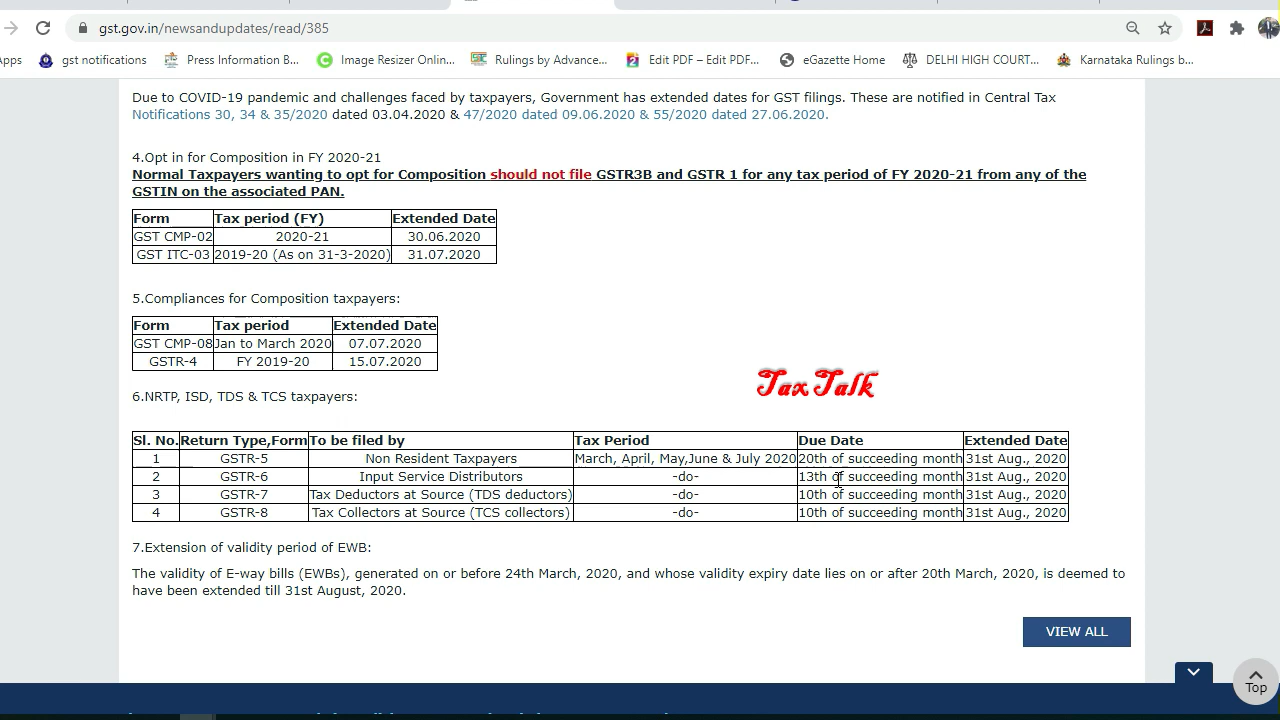 gst.gov.in/newsandupdates/read/385
Apps gst notifications Press Information B... Image Resizer Onlin... Rulings by Advance... Edit PDF – Edit PDF... eGazette Home DELHI HIGH COURT... Karnataka Rulings b...
Due to COVID-19 pandemic and challenges faced by taxpayers, Government has extended dates for GST filings. These are notified in Central Tax
Notifications 30, 34 & 35/2020 dated 03.04.2020 & 47/2020 dated 09.06.2020 & 55/2020 dated 27.06.2020.
4.Opt in for Composition in FY 2020-21
Normal Taxpayers wanting to opt for Composition should not file GSTR3B and GSTR 1 for any tax period of FY 2020-21 from any of the
GSTIN on the associated PAN.
Form Tax period (FY) Extended Date
GST CMP-02 2020-21 30.06.2020
GST ITC-03 2019-20 (As on 31-3-2020) 31.07.2020
5.Compliances for Composition taxpayers:
Form Tax period Extended Date
GST CMP-08 Jan to March 2020 07.07.2020
GSTR-4 FY 2019-20 15.07.2020
TaxTalk
6.NRTP, ISD, TDS & TCS taxpayers:
Sl. No. Return Type,Form To be filed by Tax Period Due Date Extended Date
1 GSTR-5 Non Resident Taxpayers March, April, May,June & July 2020 20th of succeeding month 31st Aug., 2020
2 GSTR-6 Input Service Distributors -do- 13th of succeeding month 31st Aug., 2020
3 GSTR-7 Tax Deductors at Source (TDS deductors) -do- 10th of succeeding month 31st Aug., 2020
4 GSTR-8 Tax Collectors at Source (TCS collectors) -do- 10th of succeeding month 31st Aug., 2020
7.Extension of validity period of EWB:
The validity of E-way bills (EWBs), generated on or before 24th March, 2020, and whose validity expiry date lies on or after 20th March, 2020, is deemed to
have been extended till 31st August, 2020.
VIEW ALL
Top